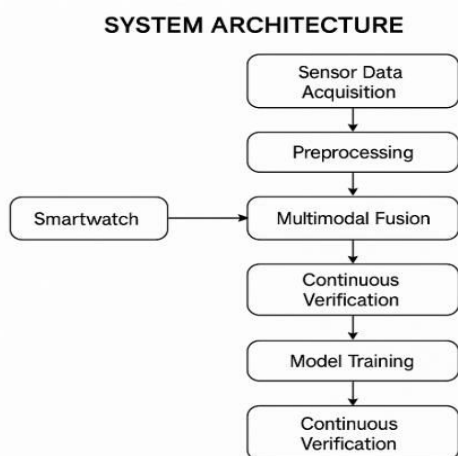 SYSTEM ARCHITECTURE
Sensor Data
Acquisition
Preprocessing
Smartwatch
Multimodal Fusion
Continuous
Verification
Model Training
Continuous
Verification